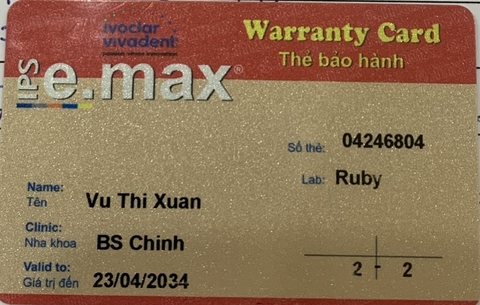 ivoclar
vivadent
Warranty Card
Thẻ bảo hành
IPS
e.max®
Số thẻ: 04246804
Lab: Ruby
Name:
Tên
Vu Thi Xuan
Clinic:
Nha khoa
BS Chinh
Valid to:
Giá trị đến
23/04/2034
2 - 2